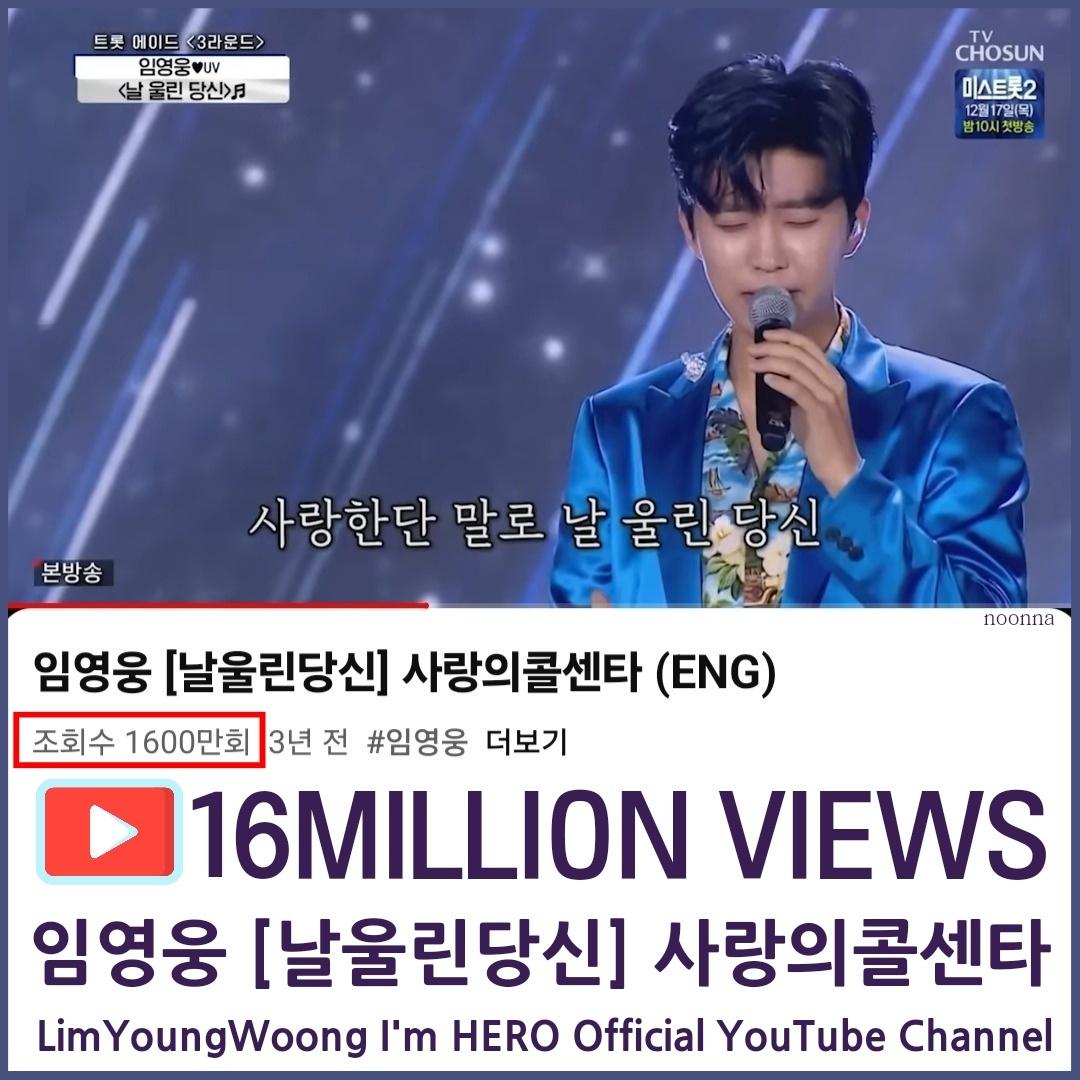 트롯 에이드 <3라운드>
임영웅♥UV
<날 울린 당신>♬
TV
CHOSUN
미스트롯2
12월 17일(목)
밤10시 첫방송
사랑한단 말로 날 울린 당신
본방송
noonna
임영웅 [날울린당신] 사랑의콜센타 (ENG)
조회수 1600만회 3년 전 #임영웅 더보기
16MILLION VIEWS
임영웅 [날울린당신] 사랑의콜센타
LimYoungWoong I'm HERO Official YouTube Channel